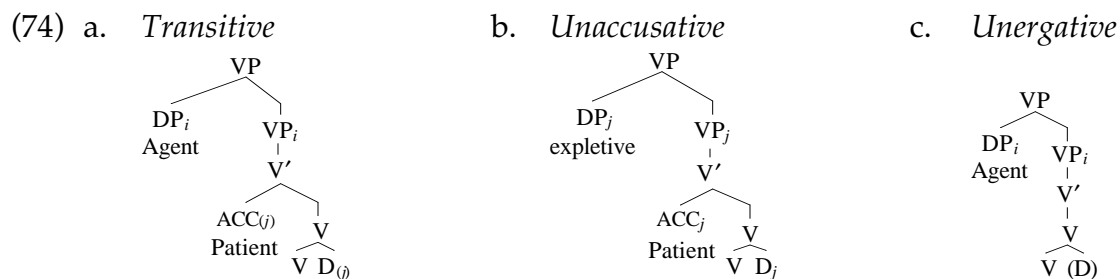 (74) a. Transitive b. Unaccusative c. Unergative
VP VP
DPᵢ DPⱼ VP
Agent VPᵢ expletive VPⱼ DPᵢ VPᵢ
V′ V′ Agent V′
ACC₍ⱼ₎ ACCⱼ V
Patient V Patient V V (D)
V D₍ⱼ₎ V Dⱼ